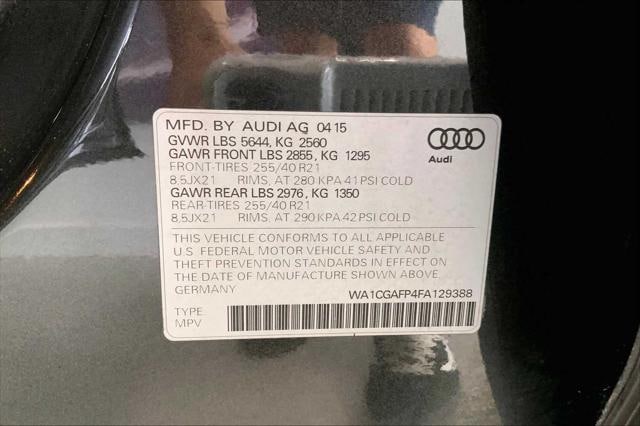 MFD. BY AUDI AG 04 15
GVWR LBS 5644, KG 2560
GAWR FRONT LBS 2855, KG 1295
FRONT-TIRES 255/40 R21
8,5JX21 RIMS, AT 280 KPA 41 PSI COLD
GAWR REAR LBS 2976, KG 1350
REAR-TIRES 255/40 R21
8,5JX21 RIMS, AT 290 KPA 42 PSI COLD
Audi
THIS VEHICLE CONFORMS TO ALL APPLICABLE
U.S. FEDERAL MOTOR VEHICLE SAFETY AND
THEFT PREVENTION STANDARDS IN EFFECT ON
THE DATE OF MANUFACTURE SHOWN ABOVE.
GERMANY
WA1CGAFP4FA129388
TYPE:
MPV